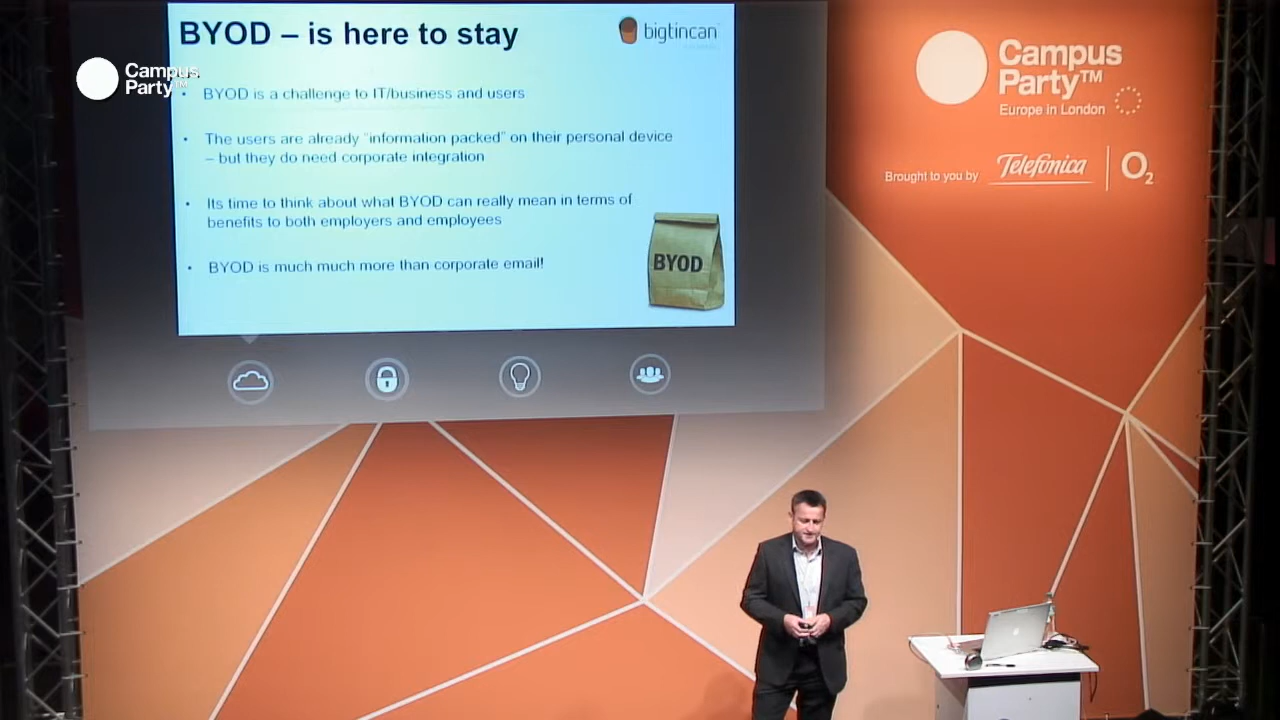 BYOD – is here to stay
bigtincan
Campus
Party™
• BYOD is a challenge to IT/business and users
• The users are already “information packed” on their personal device
– but they do need corporate integration
• Its time to think about what BYOD can really mean in terms of
benefits to both employers and employees
• BYOD is much much more than corporate email!
BYOD
Campus
Party™
Europe in London
Brought to you by
Telefónica
O2